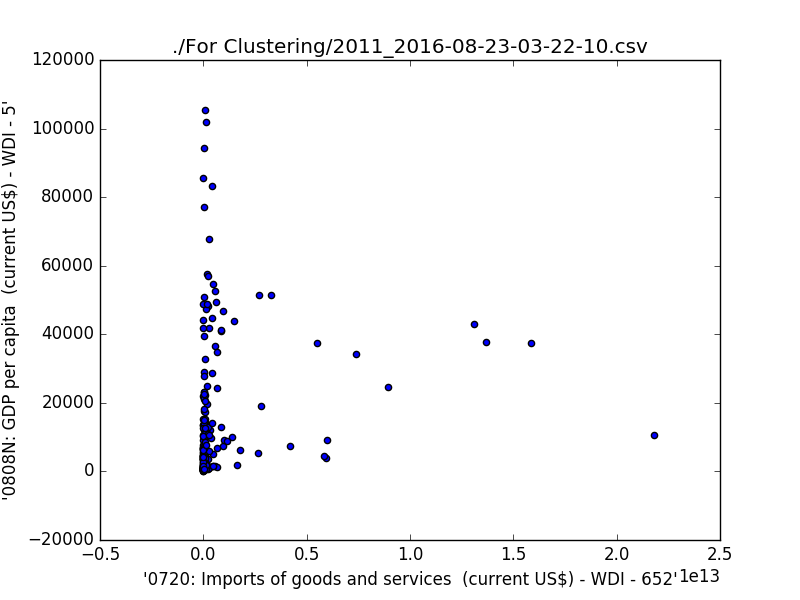 ./For Clustering/2011_2016-08-23-03-22-10.csv
120000
100000
80000
60000
40000
20000
0
−20000
'0808N: GDP per capita  (current US$) - WDI - 5'
−0.5 0.0 0.5 1.0 1.5 2.0 2.5
1e13
'0720: Imports of goods and services  (current US$) - WDI - 652'